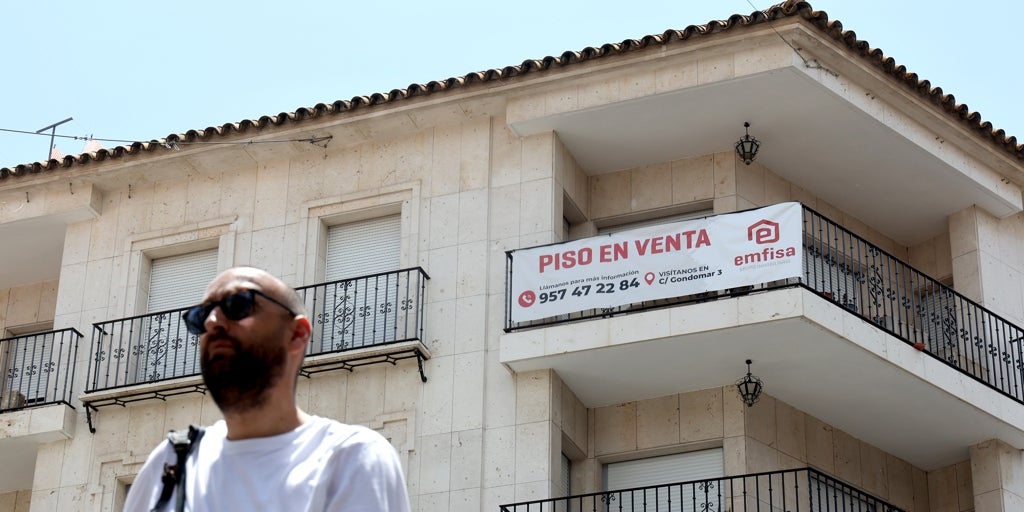 PISO EN VENTA
Llámanos para más información
957 47 22 84
VISÍTANOS EN
C/ Gondomar 3
emfisa